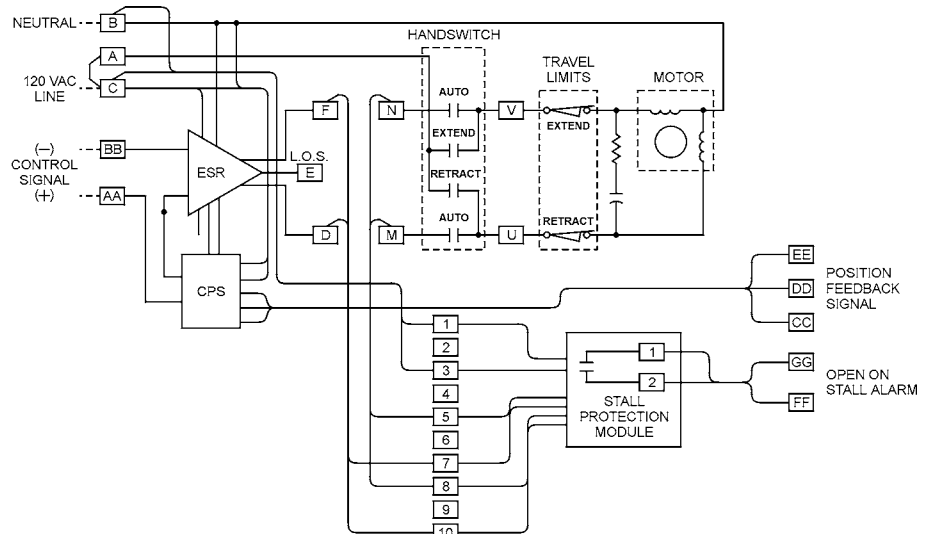 NEUTRAL
B
A
120 VAC
LINE
C
(−)
CONTROL
SIGNAL
(+)
BB
AA
ESR
L.O.S.
E
F
D
CPS
HANDSWITCH
N
AUTO
EXTEND
RETRACT
AUTO
M
V
U
TRAVEL
LIMITS
EXTEND
RETRACT
MOTOR
EE
DD
CC
POSITION
FEEDBACK
SIGNAL
1
2
3
4
5
6
7
8
9
10
1
2
STALL
PROTECTION
MODULE
GG
FF
OPEN ON
STALL ALARM